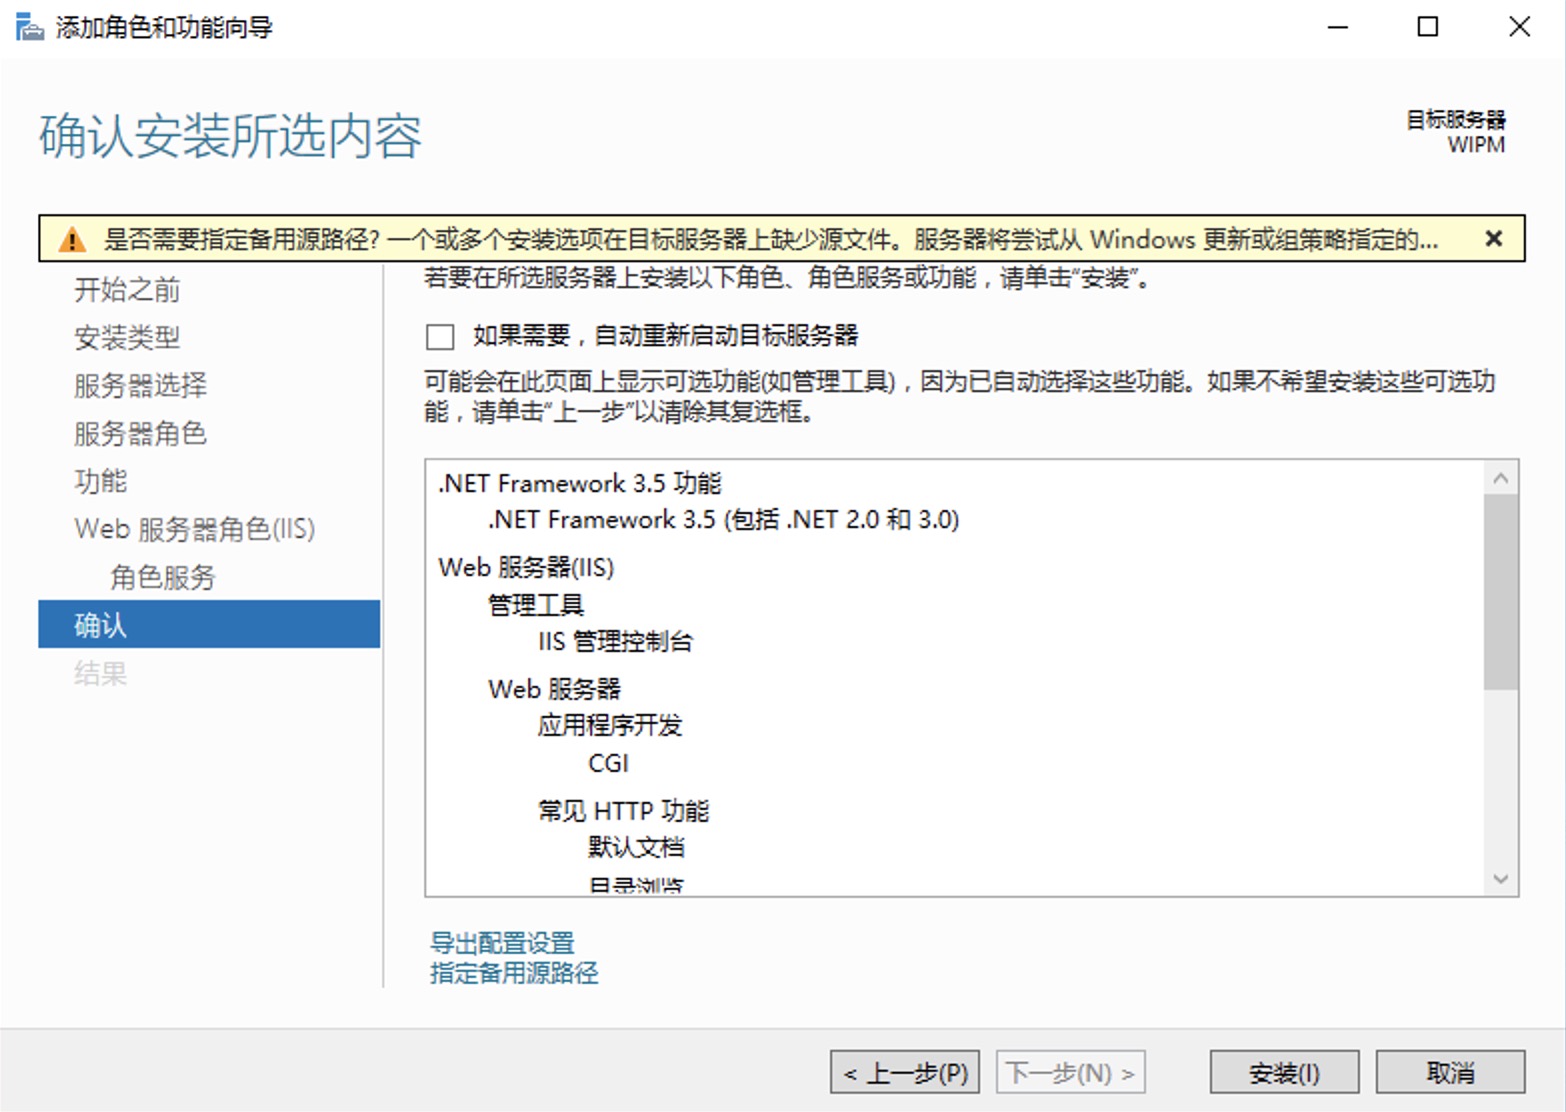 添加角色和功能向导
确认安装所选内容
目标服务器
WIPM
是否需要指定备用源路径? 一个或多个安装选项在目标服务器上缺少源文件。服务器将尝试从 Windows 更新或组策略指定的...
开始之前
安装类型
服务器选择
服务器角色
功能
Web 服务器角色(IIS)
角色服务
确认
结果
若要在所选服务器上安装以下角色、角色服务或功能，请单击“安装”。
如果需要，自动重新启动目标服务器
可能会在此页面上显示可选功能(如管理工具)，因为已自动选择这些功能。如果不希望安装这些可选功
能，请单击“上一步”以清除其复选框。
.NET Framework 3.5 功能
.NET Framework 3.5 (包括 .NET 2.0 和 3.0)
Web 服务器(IIS)
管理工具
IIS 管理控制台
Web 服务器
应用程序开发
CGI
常见 HTTP 功能
默认文档
目录浏览
导出配置设置
指定备用源路径
< 上一步(P)
下一步(N) >
安装(I)
取消